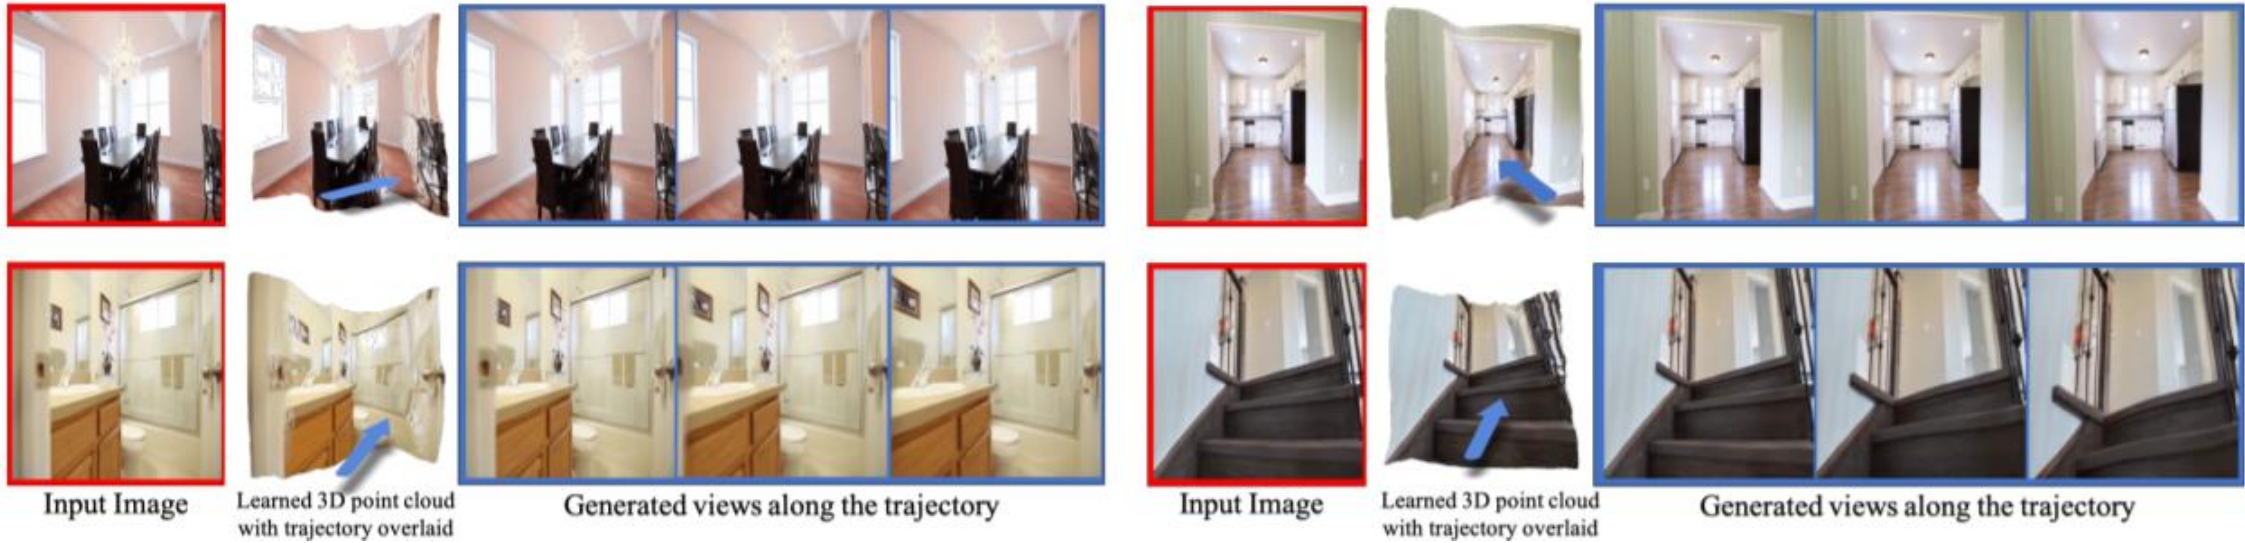 Input Image
Learned 3D point cloud
with trajectory overlaid
Generated views along the trajectory
Input Image
Learned 3D point cloud
with trajectory overlaid
Generated views along the trajectory